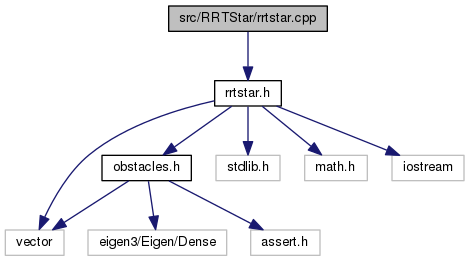 src/RRTStar/rrtstar.cpp
rrtstar.h
obstacles.h
stdlib.h
math.h
iostream
vector
eigen3/Eigen/Dense
assert.h